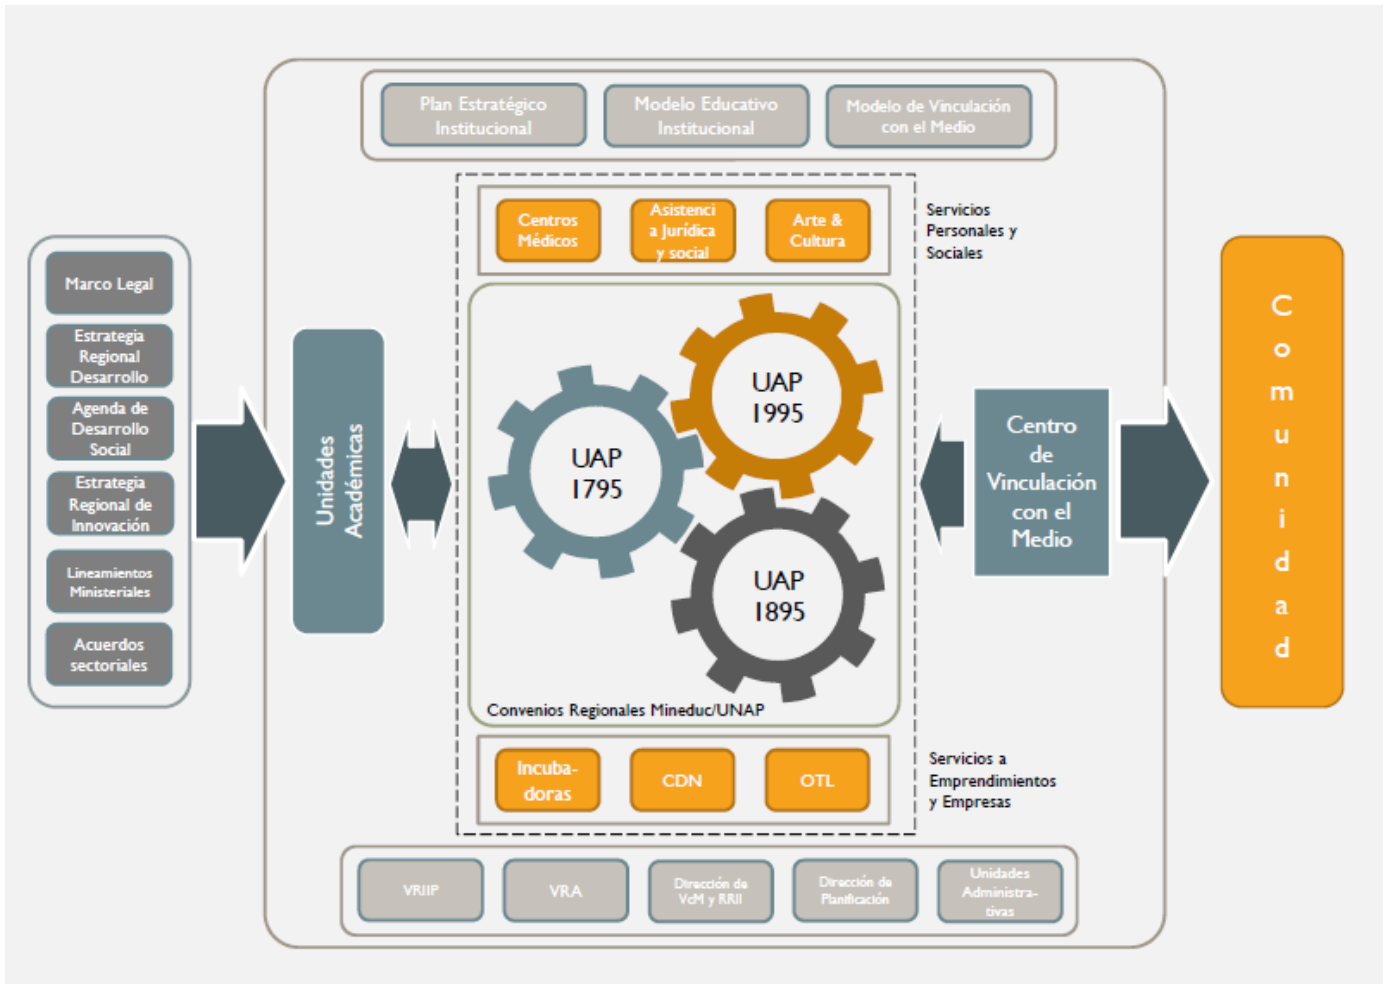 Plan Estratégico
Institucional
Modelo Educativo
Institucional
Modelo de Vinculación
con el Medio
Centros
Médicos
Asistenci
a Jurídica
y social
Arte &
Cultura
Servicios
Personales y
Sociales
Marco Legal
Estrategia
Regional
Desarrollo
Agenda de
Desarrollo
Social
Estrategia
Regional de
Innovación
Lineamientos
Ministeriales
Acuerdos
sectoriales
Unidades
Académicas
UAP
1795
UAP
1995
UAP
1895
Convenios Regionales Mineduc/UNAP
Centro
de
Vinculación
con el
Medio
C
o
m
u
n
i
d
a
d
Incuba-
doras
CDN
OTL
Servicios a
Emprendimientos
y Empresas
VRIIP
VRA
Dirección de
VcM y RRII
Dirección de
Planificación
Unidades
Administra-
tivas